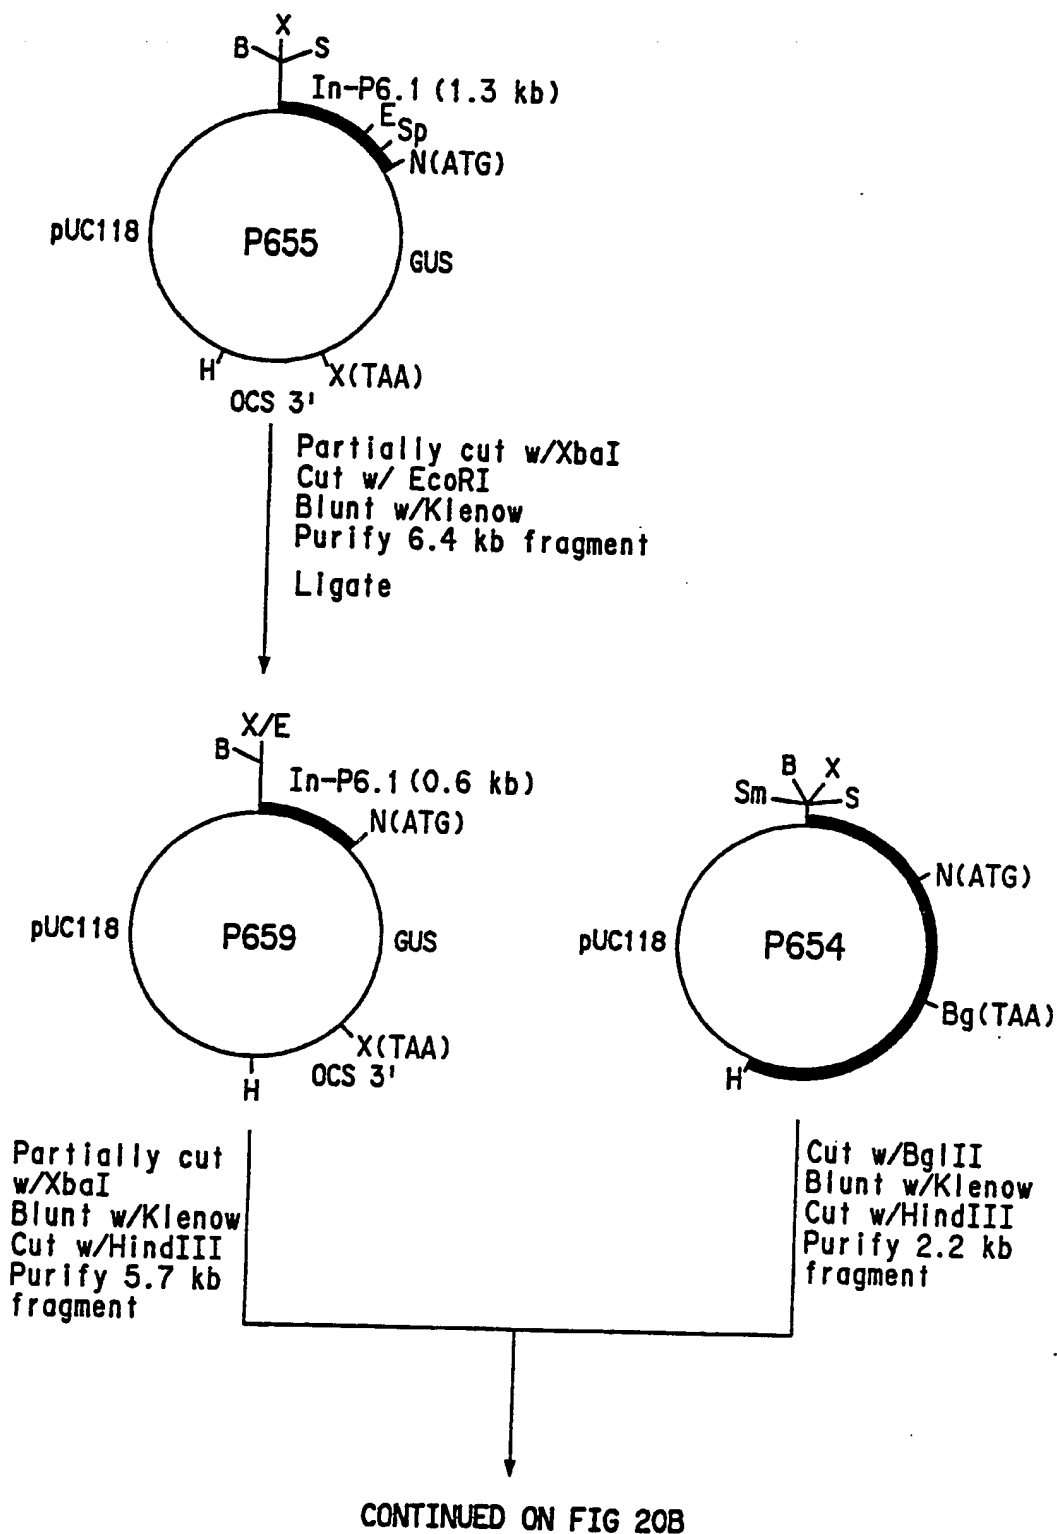 X
B
S
In-P6.1 (1.3 kb)
E
Sp
N(ATG)
pUC118
P655
GUS
H
X(TAA)
OCS 3'
Partially cut w/XbaI
Cut w/ EcoRI
Blunt w/Klenow
Purify 6.4 kb fragment
Ligate
X/E
B
In-P6.1 (0.6 kb)
N(ATG)
pUC118
P659
GUS
X(TAA)
OCS 3'
H
B
X
Sm
S
N(ATG)
pUC118
P654
Bg(TAA)
H
Partially cut
w/XbaI
Blunt w/Klenow
Cut w/HindIII
Purify 5.7 kb
fragment
Cut w/BglII
Blunt w/Klenow
Cut w/HindIII
Purify 2.2 kb
fragment
CONTINUED ON FIG 20B